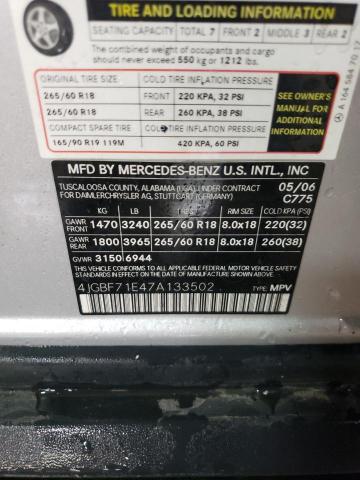 TIRE AND LOADING INFORMATION
SEATING CAPACITY TOTAL 7 FRONT 2 MIDDLE 3 REAR 2
The combined weight of occupants and cargo
should never exceed 550 kg or 1212 lbs.
ORIGINAL TIRE SIZE COLD TIRE INFLATION PRESSURE
265/60 R18 FRONT 220 KPA, 32 PSI
265/60 R18 REAR 260 KPA, 38 PSI
COMPACT SPARE TIRE COLD TIRE INFLATION PRESSURE
165/90 R19 119M 420 KPA, 60 PSI
SEE OWNER'S
MANUAL FOR
ADDITIONAL
INFORMATION
A 164 584
MFD BY MERCEDES-BENZ U.S. INTL., INC
TUSCALOOSA COUNTY, ALABAMA (USA) UNDER CONTRACT 05/06
FOR DAIMLERCHRYSLER AG, STUTTGART (GERMANY) C775
KG LB RIM SIZE COLD (PSI)
GAWR FRONT 1470 3240 265/60 R18 8.0x18 220(32)
GAWR REAR 1800 3965 265/60 R18 8.0x18 260(38)
GVWR 3150 6944
THIS VEHICLE CONFORMS TO ALL APPLICABLE U.S. FEDERAL MOTOR
VEHICLE SAFETY STANDARDS IN EFFECT ON THE
DATE OF MANUFACTURE SHOWN ABOVE
4JGBF71E47A133502 TYPE: MPV